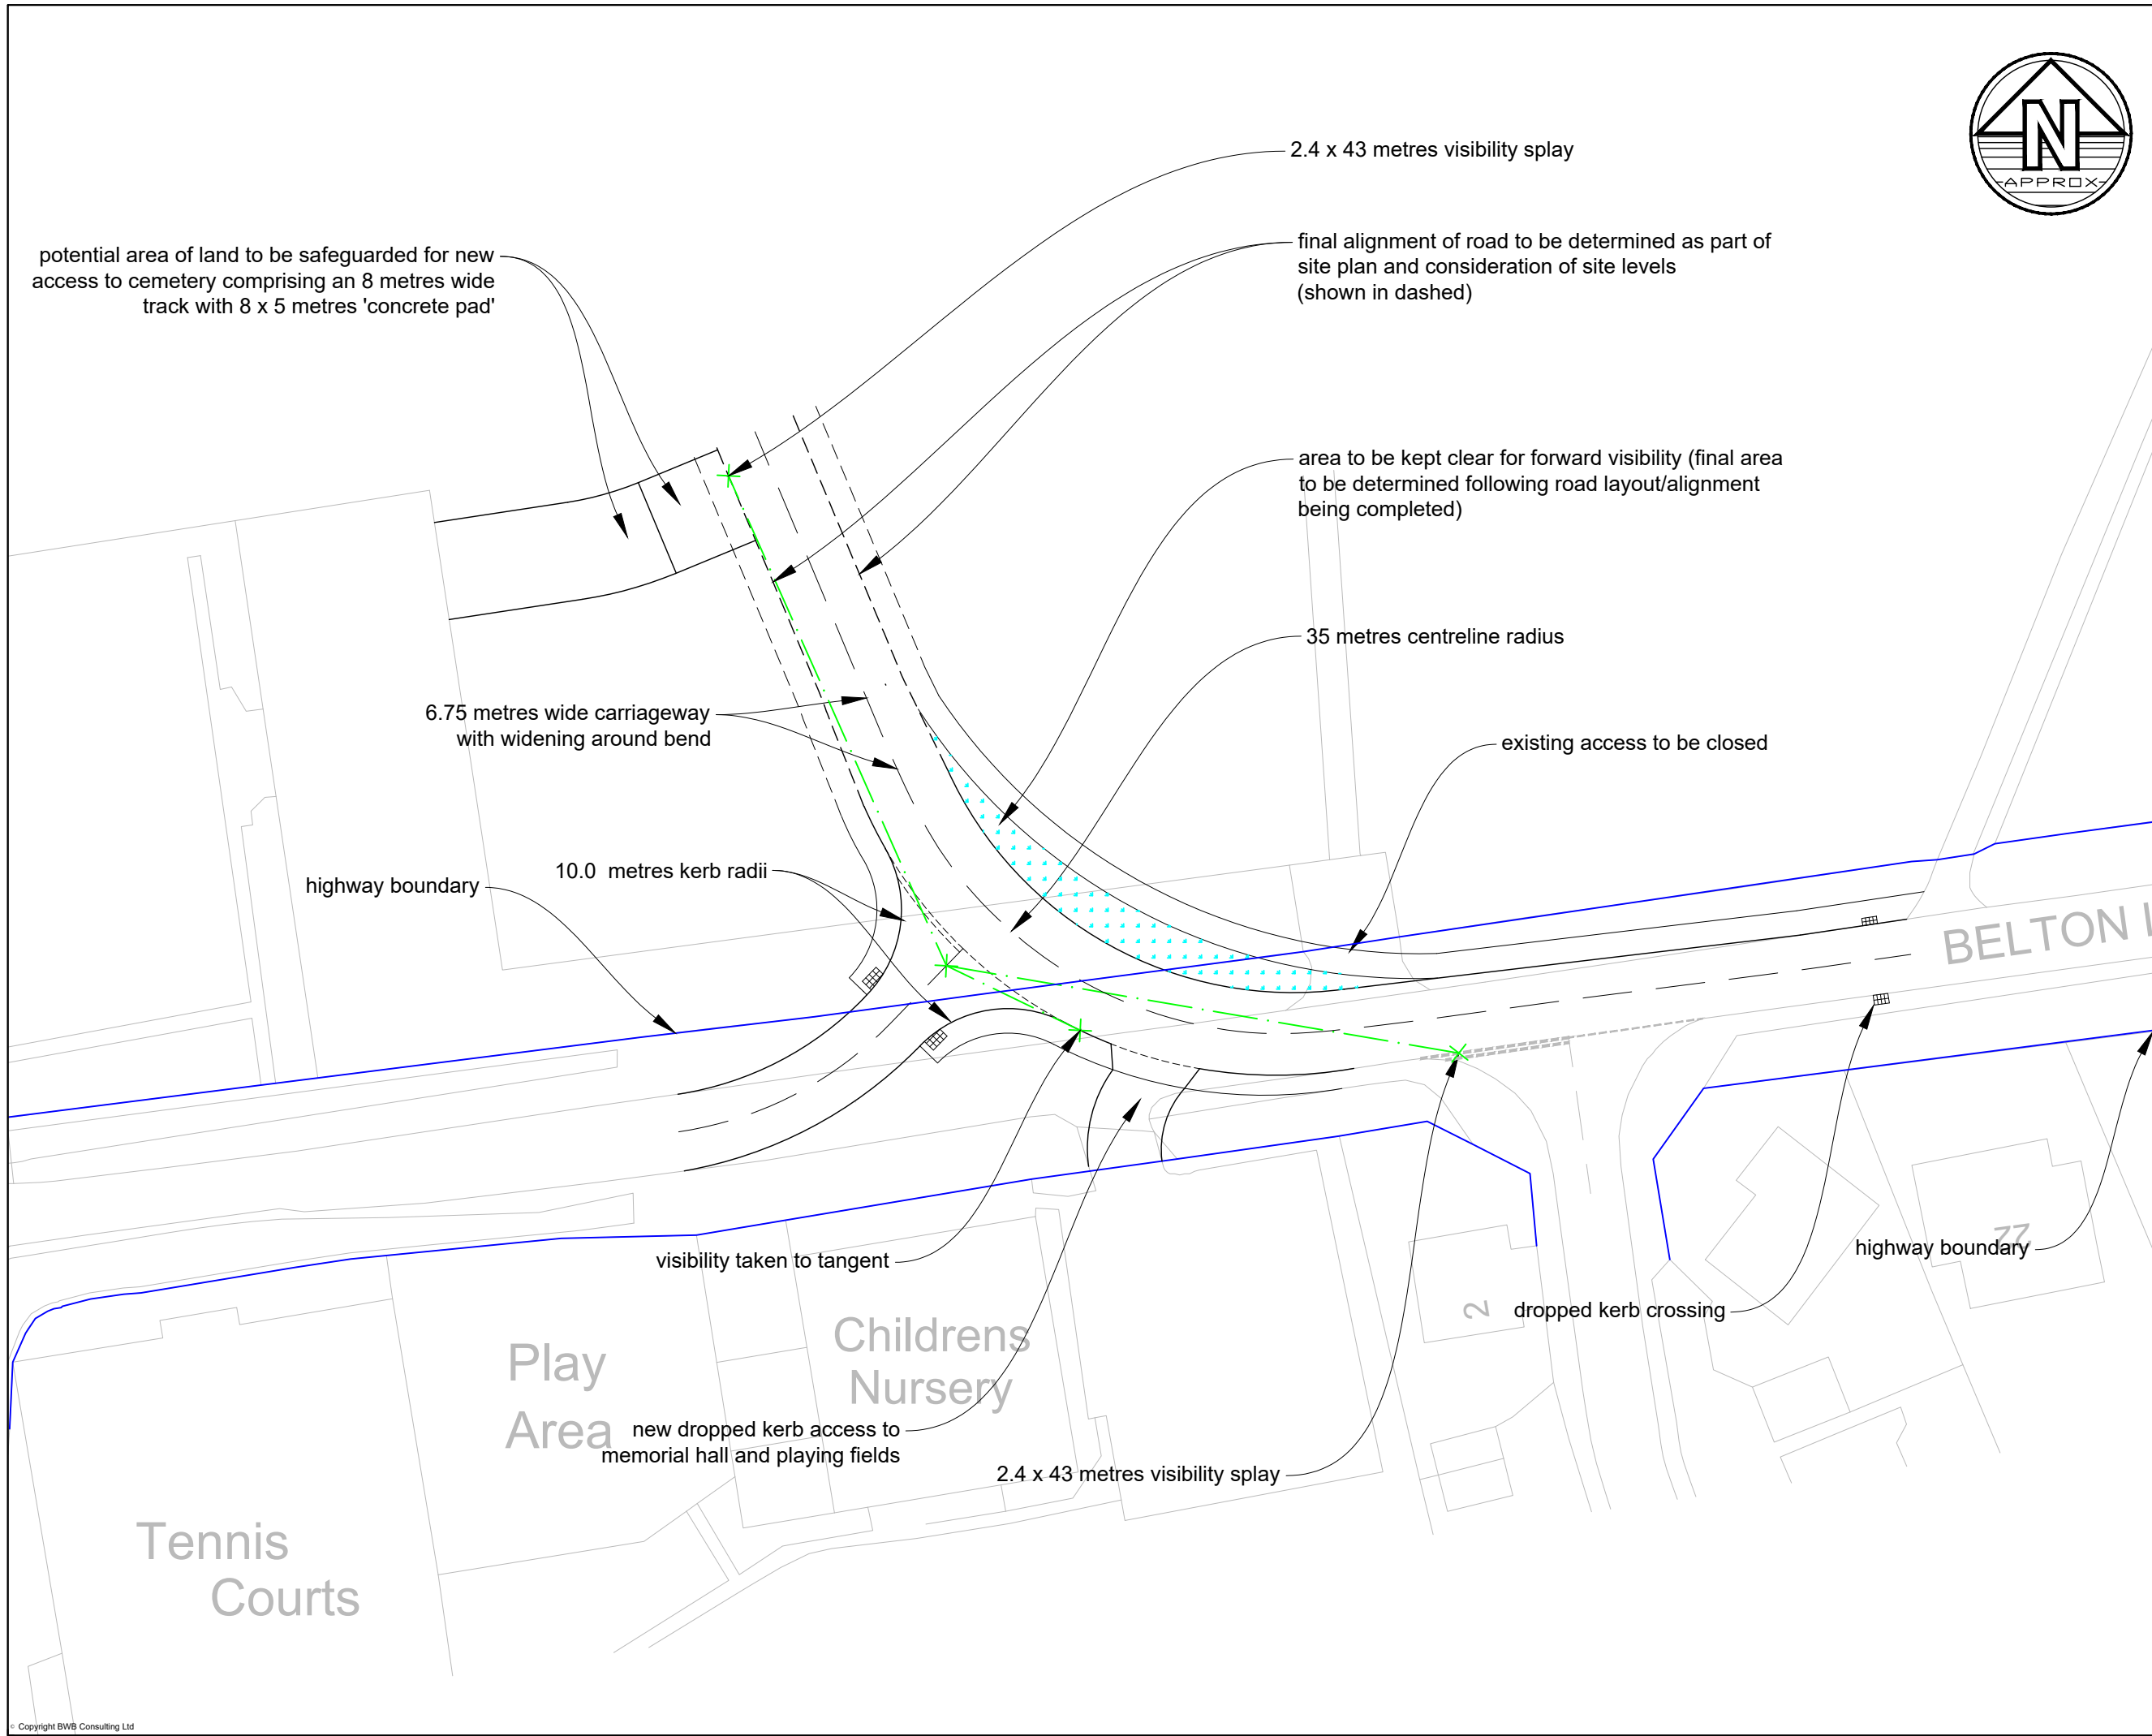 2.4 x 43 metres visibility splay
N
APPROX
potential area of land to be safeguarded for new
access to cemetery comprising an 8 metres wide
track with 8 x 5 metres 'concrete pad'
final alignment of road to be determined as part of
site plan and consideration of site levels
(shown in dashed)
area to be kept clear for forward visibility (final area
to be determined following road layout/alignment
being completed)
35 metres centreline radius
6.75 metres wide carriageway
with widening around bend
existing access to be closed
10.0 metres kerb radii
highway boundary
BELTON
visibility taken to tangent
highway boundary
22
dropped kerb crossing
2
Childrens
Nursery
Play
Area
new dropped kerb access to
memorial hall and playing fields
2.4 x 43 metres visibility splay
Tennis
Courts
© Copyright BWB Consulting Ltd